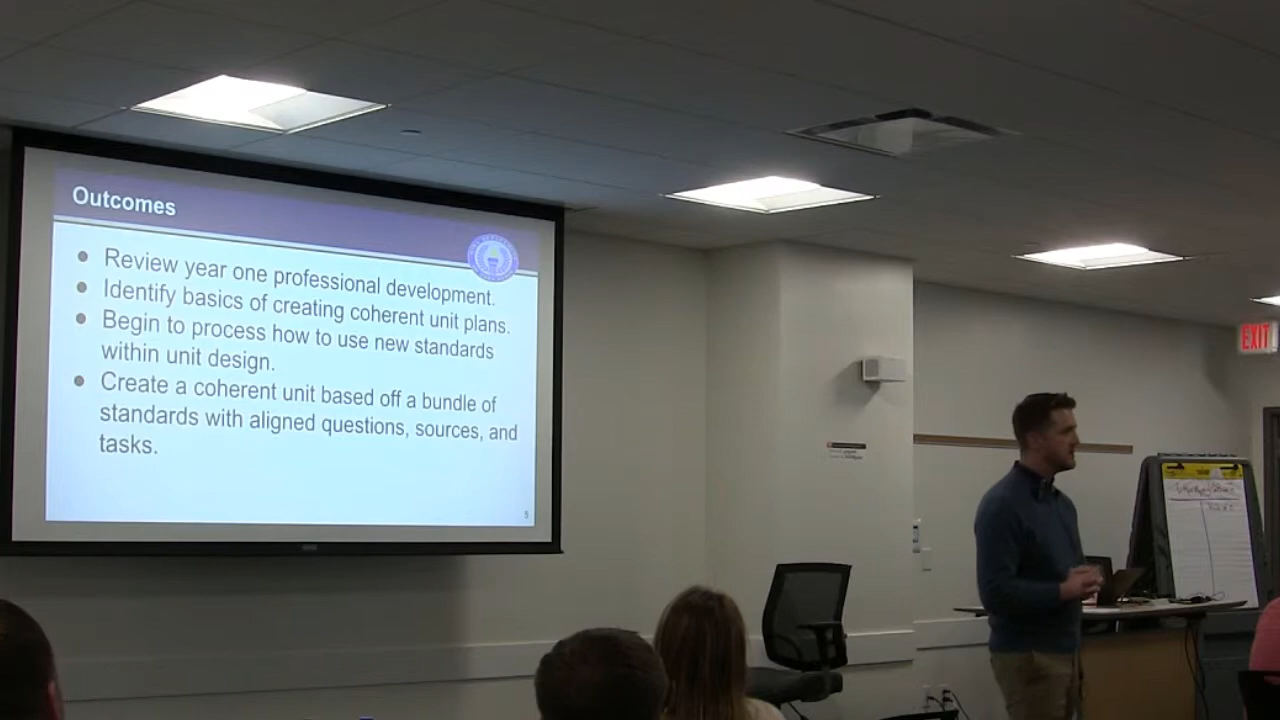 Outcomes
Review year one professional development.
Identify basics of creating coherent unit plans.
Begin to process how to use new standards
within unit design.
Create a coherent unit based off a bundle of
standards with aligned questions, sources, and
tasks.
5
EXIT